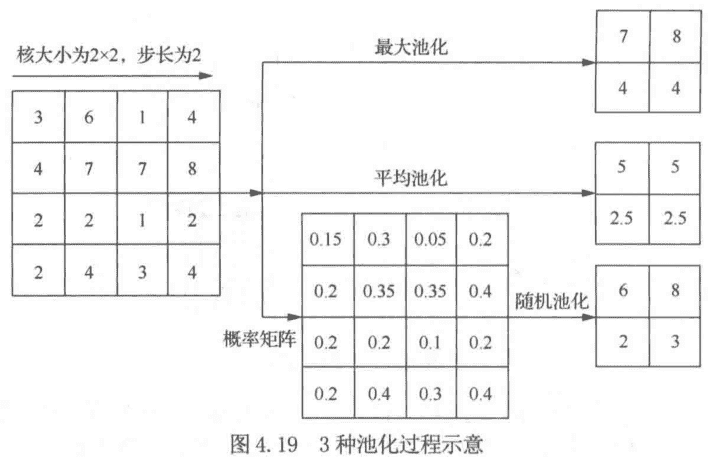 核大小为2×2，步长为2
3 6 1 4
4 7 7 8
2 2 1 2
2 4 3 4
最大池化
7 8
4 4
平均池化
5 5
2.5 2.5
概率矩阵
0.15 0.3 0.05 0.2
0.2 0.35 0.35 0.4
0.2 0.2 0.1 0.2
0.2 0.4 0.3 0.4
随机池化
6 8
2 3
图4.19 3种池化过程示意